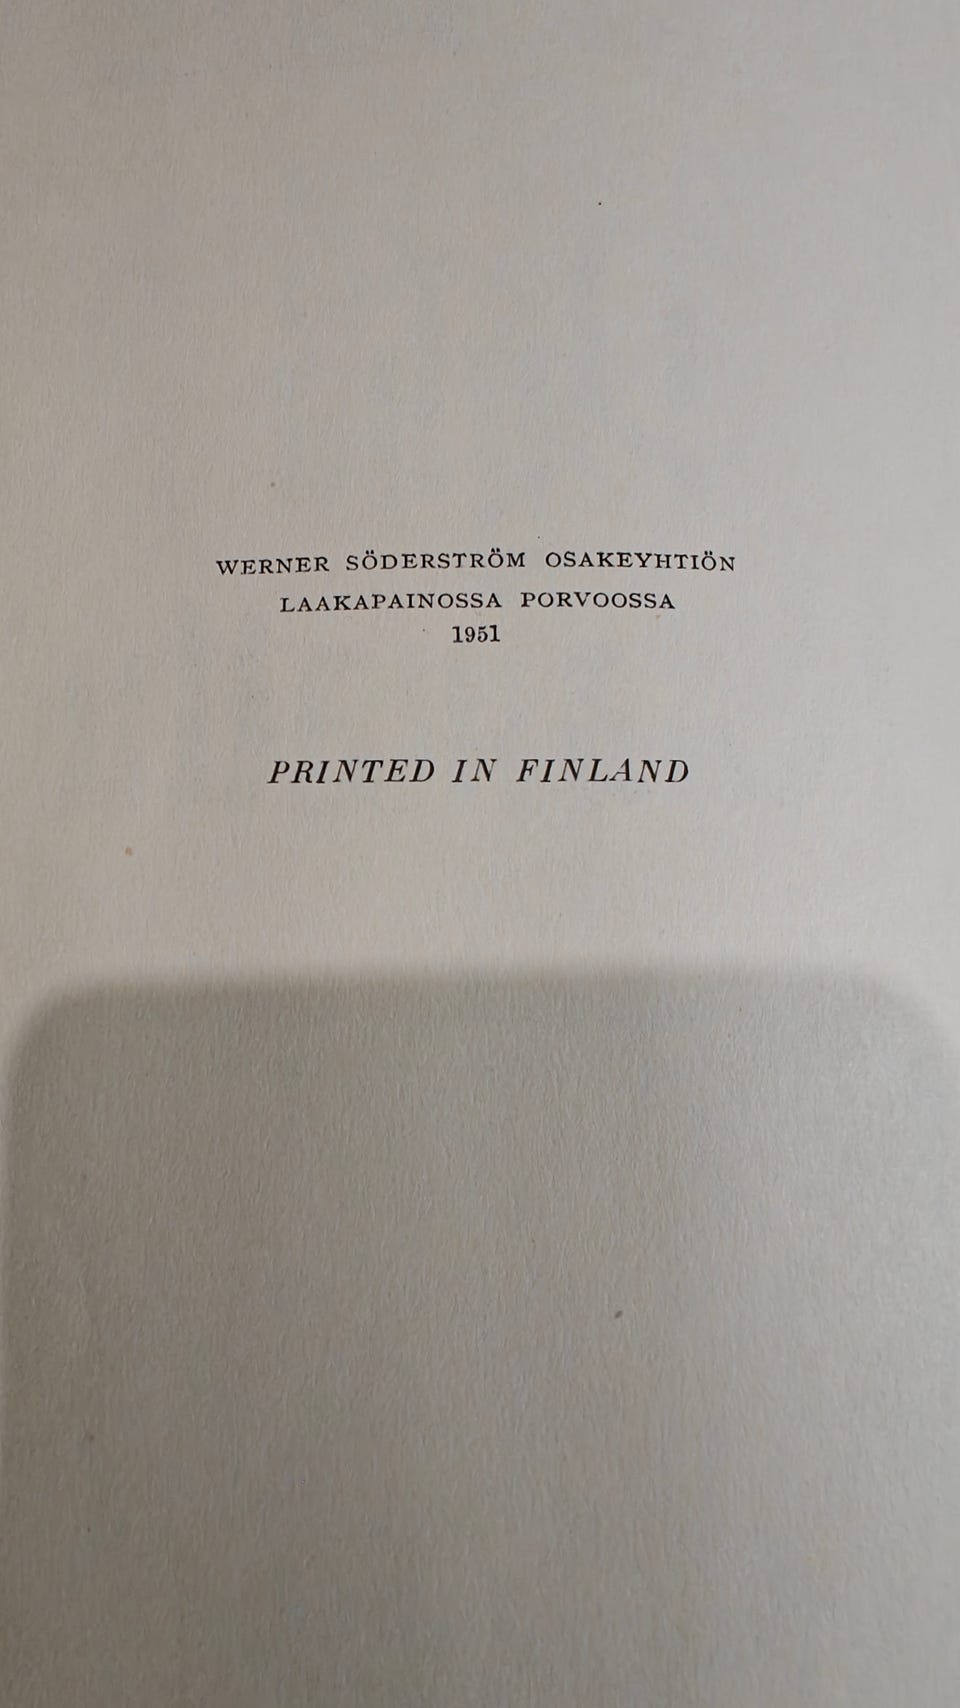 WERNER SÖDERSTRÖM OSAKEYHTIÖN
LAAKAPAINOSSA PORVOOSSA
1951
PRINTED IN FINLAND